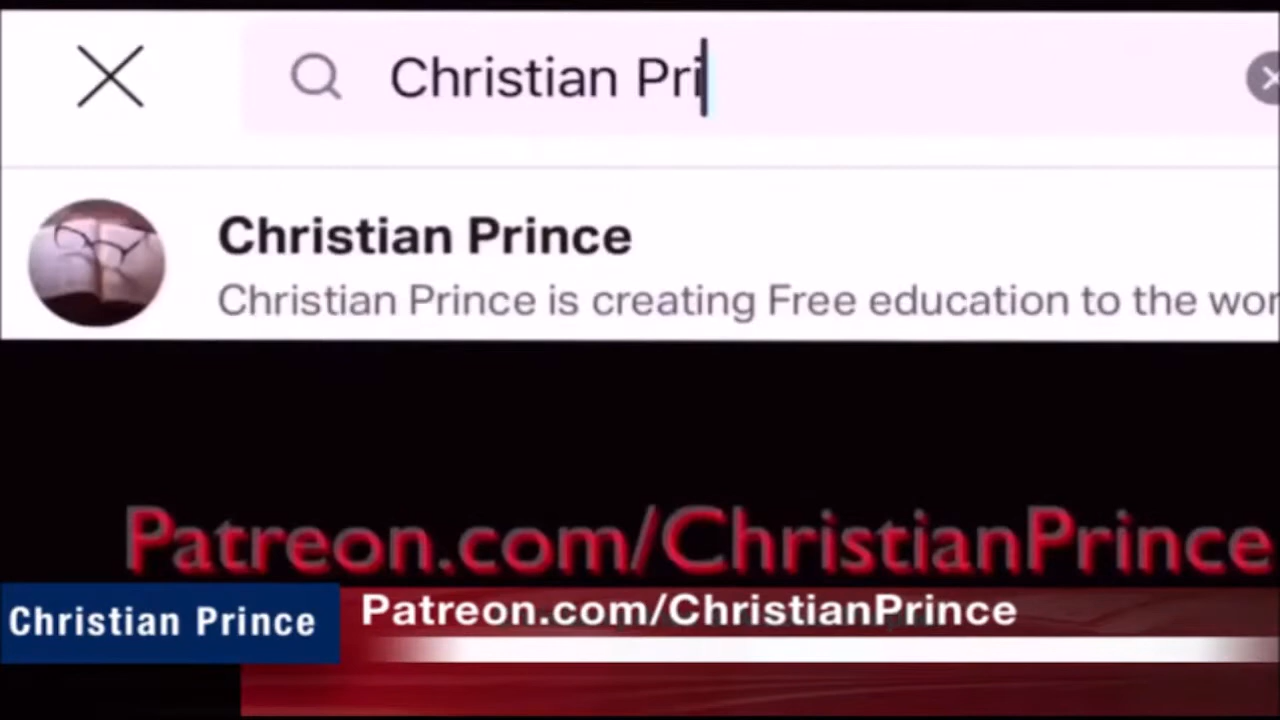 Christian Pri
Christian Prince
Christian Prince is creating Free education to the wor
Patreon.com/ChristianPrince
Christian Prince
Patreon.com/ChristianPrince